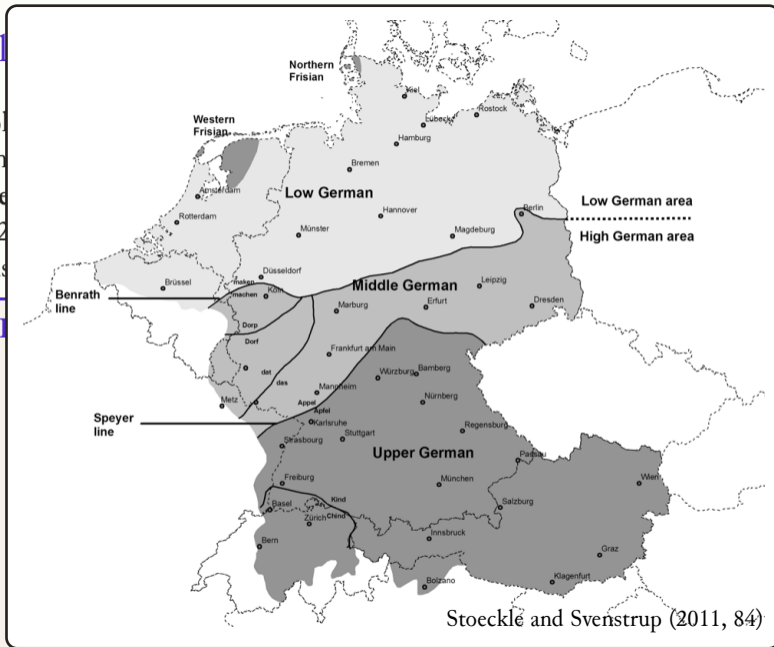 Northern
Frisian
Kiel
Rostock
Lübeck
Western
Frisian
Hamburg
Bremen
Amsterdam
Low German
Low German area
Berlin
Hannover
Rotterdam
Münster
Magdeburg
High German area
Düsseldorf
Brüssel
maken
Middle German
Leipzig
Benrath
line
machen
Köln
Marburg
Erfurt
Dresden
Dorp
Dorf
Frankfurt am Main
dat
das
Würzburg
Bamberg
Mannheim
Metz
Appel
Apfel
Nürnberg
Speyer
line
Karlsruhe
Stuttgart
Regensburg
Strasbourg
Upper German
Passau
Freiburg
München
Wien
Kind
Chind
Basel
Zürich
Salzburg
Bern
Innsbruck
Graz
Bolzano
Klagenfurt
Stoeckle and Svenstrup (2011, 84)